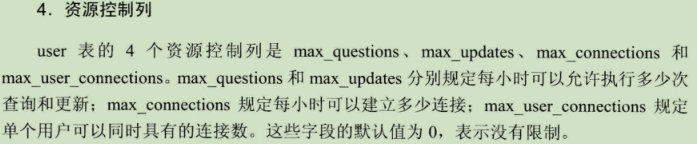 4．资源控制列
user 表的 4 个资源控制列是 max_questions、max_updates、max_connections 和
max_user_connections。max_questions 和 max_updates 分别规定每小时可以允许执行多少次
查询和更新；max_connections 规定每小时可以建立多少连接；max_user_connections 规定
单个用户可以同时具有的连接数。这些字段的默认值为 0，表示没有限制。